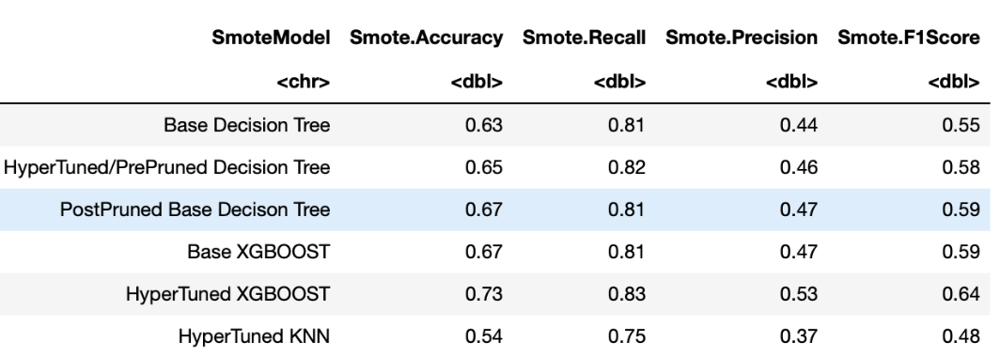 SmoteModel Smote.Accuracy Smote.Recall Smote.Precision Smote.F1Score
<chr> <dbl> <dbl> <dbl> <dbl>
Base Decision Tree 0.63 0.81 0.44 0.55
HyperTuned/PrePruned Decision Tree 0.65 0.82 0.46 0.58
PostPruned Base Decison Tree 0.67 0.81 0.47 0.59
Base XGBOOST 0.67 0.81 0.47 0.59
HyperTuned XGBOOST 0.73 0.83 0.53 0.64
HyperTuned KNN 0.54 0.75 0.37 0.48